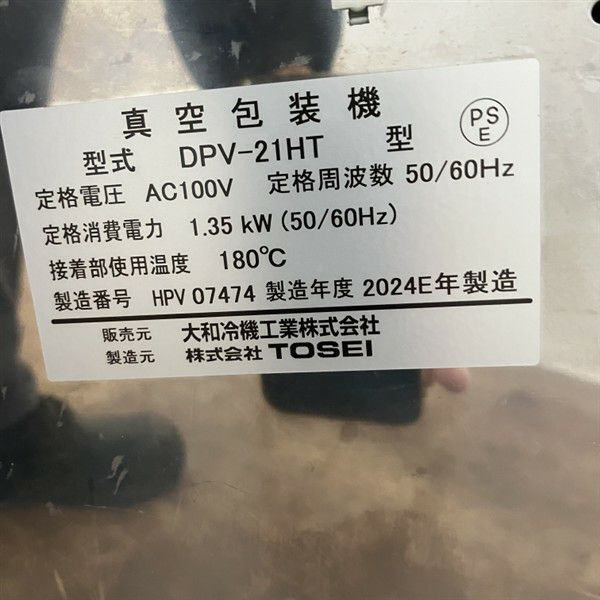 真空包装機
型式 DPV-21HT 型
PS
E
定格電圧 AC100V 定格周波数 50/60Hz
定格消費電力 1.35 kW (50/60Hz)
接着部使用温度 180℃
製造番号 HPV 07474 製造年度 2024E年製造
販売元 大和冷機工業株式会社
製造元 株式会社 TOSEI